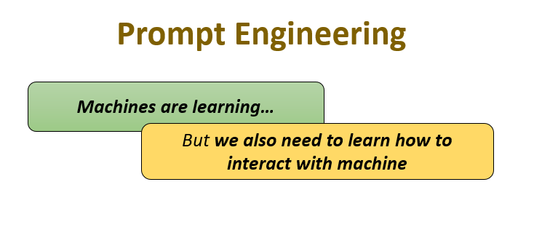 Prompt Engineering
Machines are learning...
But we also need to learn how to
interact with machine